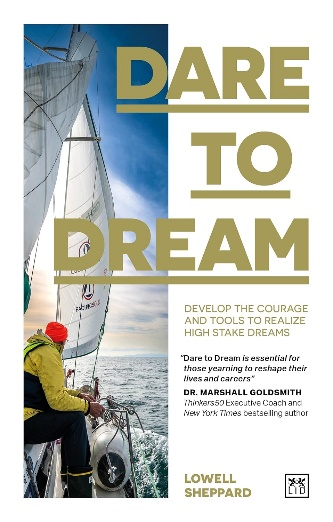 DARE
TO
DREAM
DEVELOP THE COURAGE
AND TOOLS TO REALIZE
HIGH STAKE DREAMS
“Dare to Dream is essential for
those yearning to reshape their
lives and careers”
DR. MARSHALL GOLDSMITH
Thinkers50 Executive Coach and
New York Times bestselling author
LOWELL
SHEPPARD
LID